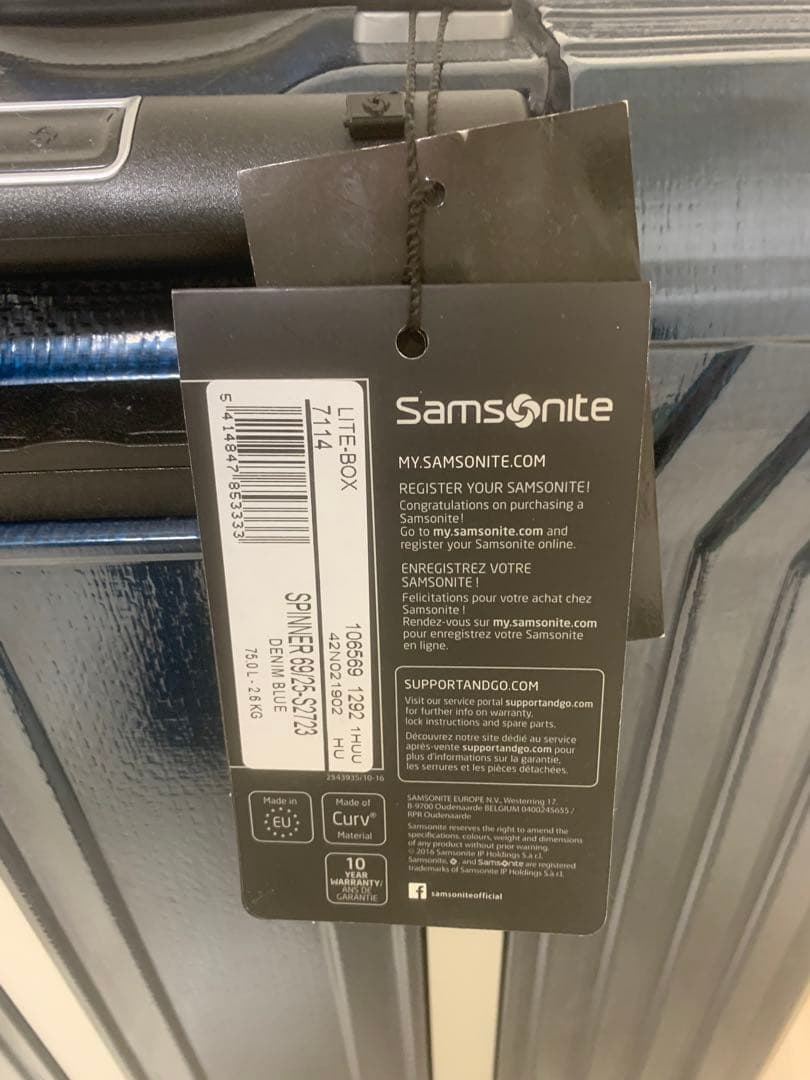 LITE-BOX
7114
5 414847 853333
106569 1292 1HUU
42N021902 HU
SPINNER 69/25-S2723
DENIM BLUE
75.0 L - 2.6 KG
2543935/10-16
Made in
EU
Made of
Curv®
Material
10
YEAR
WARRANTY/
ANS DE
GARANTIE
Samsonite
MY.SAMSONITE.COM
REGISTER YOUR SAMSONITE!
Congratulations on purchasing a
Samsonite!
Go to my.samsonite.com and
register your Samsonite online.
ENREGISTREZ VOTRE
SAMSONITE !
Felicitations pour votre achat chez
Samsonite !
Rendez-vous sur my.samsonite.com
pour enregistrez votre Samsonite
en ligne.
SUPPORTANDGO.COM
Visit our service portal supportandgo.com
for further info on warranty,
lock instructions and spare parts.
Découvrez notre site dédié au service
après-vente supportandgo.com pour
plus d'informations sur la garantie,
les serrures et les pièces détachées.
SAMSONITE EUROPE N.V., Westerring 17,
B-9700 Oudenaarde BELGIUM 0400245655 /
RPR Oudenaarde
Samsonite reserves the right to amend the
specifications, colours, weight and dimensions
of any product without prior warning.
© 2016 Samsonite IP Holdings S.à r.l.
Samsonite, and Samsonite are registered
trademarks of Samsonite IP Holdings S.à r.l.
f samsoniteofficial